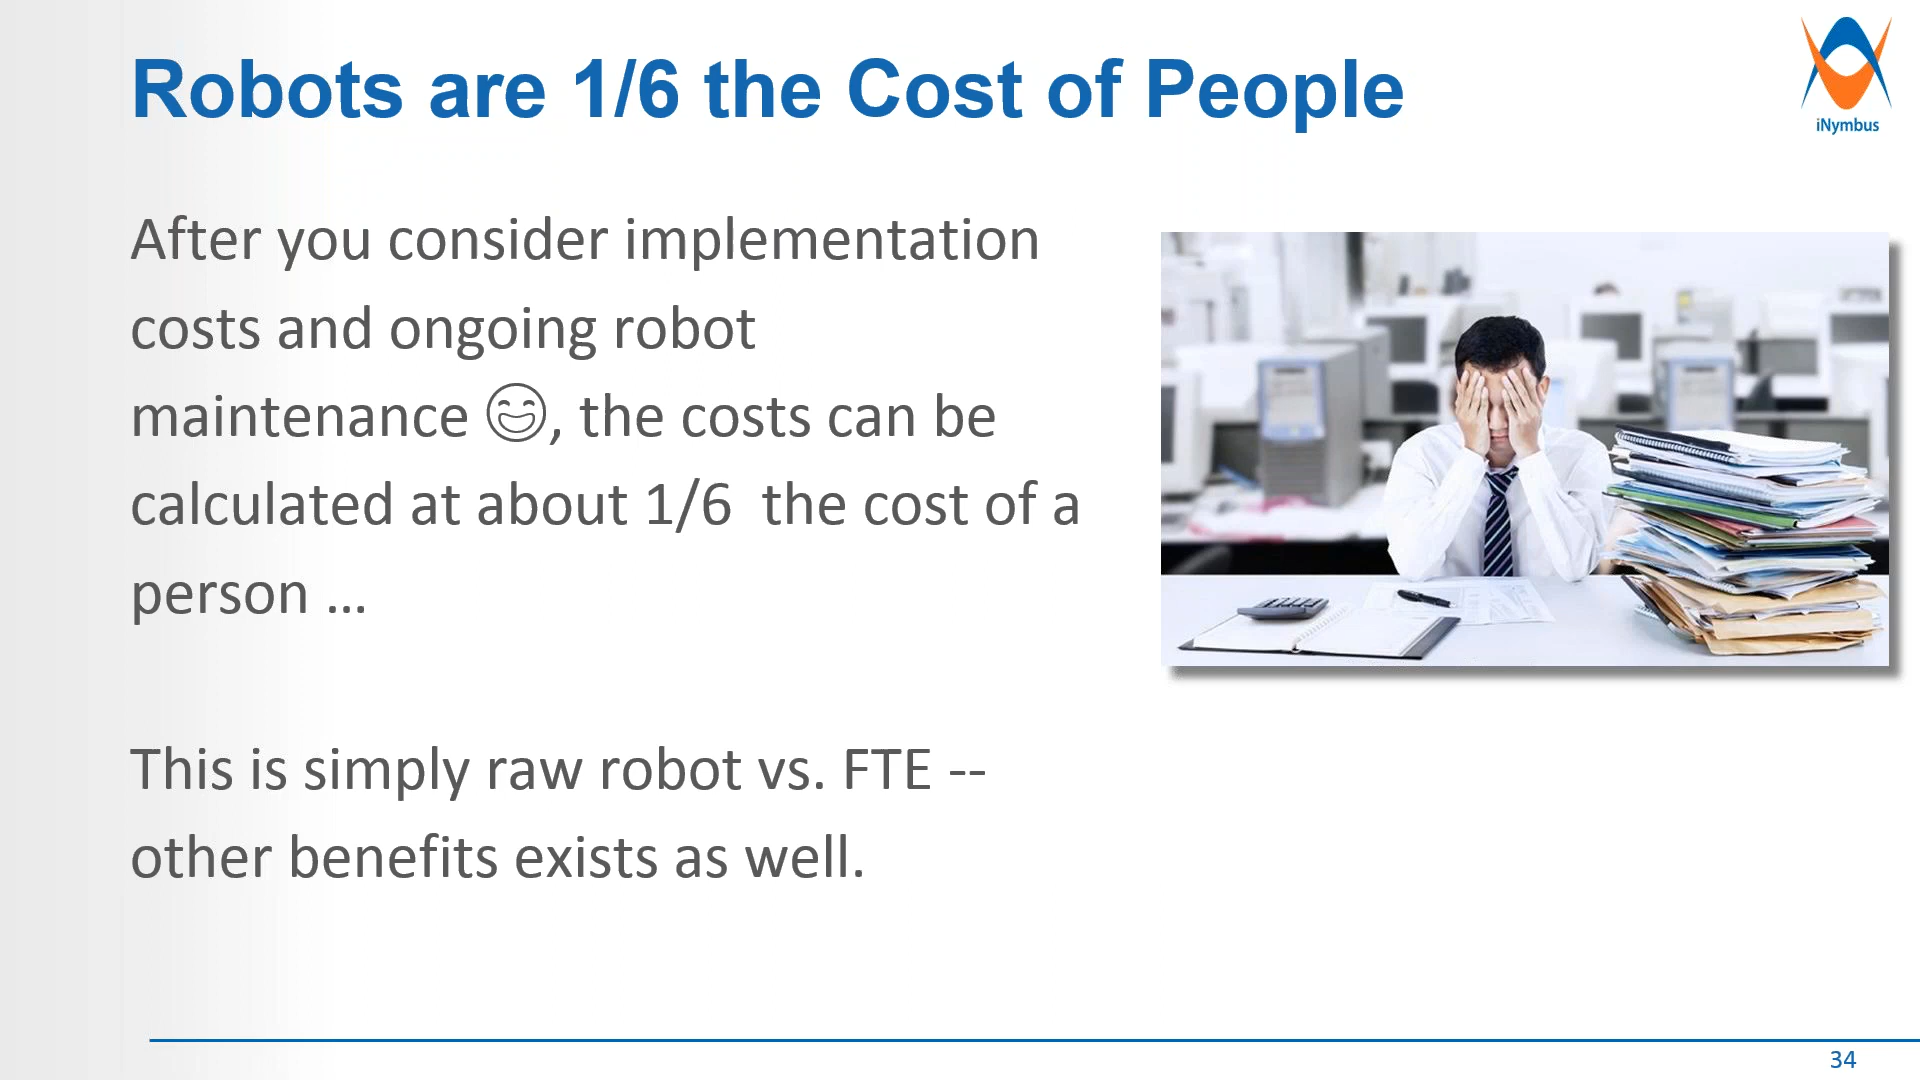 Robots are 1/6 the Cost of People
iNymbus
After you consider implementation
costs and ongoing robot
maintenance 😄, the costs can be
calculated at about 1/6  the cost of a
person ...
This is simply raw robot vs. FTE --
other benefits exists as well.
34